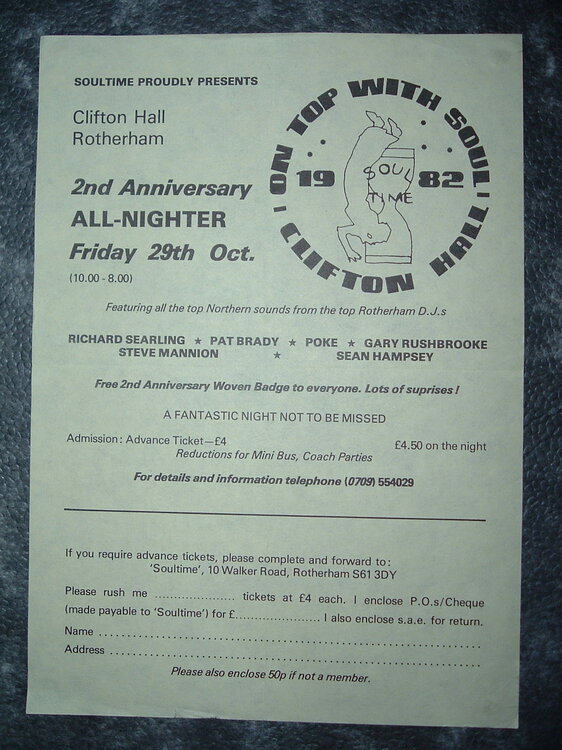 SOULTIME PROUDLY PRESENTS
Clifton Hall
Rotherham
2nd Anniversary
ALL-NIGHTER
Friday 29th Oct.
(10.00 - 8.00)
ON TOP WITH SOUL
19 82
SOUL
TIME
CLIFTON HALL
Featuring all the top Northern sounds from the top Rotherham D.J.s
RICHARD SEARLING ★ PAT BRADY ★ POKE ★ GARY RUSHBROOKE
STEVE MANNION ★ SEAN HAMPSEY
Free 2nd Anniversary Woven Badge to everyone. Lots of suprises !
A FANTASTIC NIGHT NOT TO BE MISSED
Admission : Advance Ticket—£4 £4.50 on the night
Reductions for Mini Bus, Coach Parties
For details and information telephone (0709) 554029
If you require advance tickets, please complete and forward to :
'Soultime', 10 Walker Road, Rotherham S61 3DY
Please rush me ..................... tickets at £4 each. I enclose P.O.s/Cheque
(made payable to 'Soultime') for £....................... I also enclose s.a.e. for return.
Name ...............................................................................
Address ............................................................................
Please also enclose 50p if not a member.